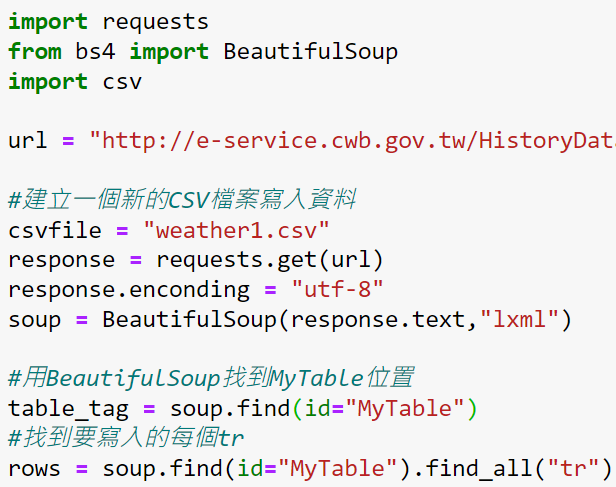 import requests
from bs4 import BeautifulSoup
import csv
url = "http://e-service.cwb.gov.tw/HistoryDat
#建立一個新的CSV檔案寫入資料
csvfile = "weather1.csv"
response = requests.get(url)
response.enconding = "utf-8"
soup = BeautifulSoup(response.text,"lxml")
#用BeautifulSoup找到MyTable位置
table_tag = soup.find(id="MyTable")
#找到要寫入的每個tr
rows = soup.find(id="MyTable").find_all("tr")